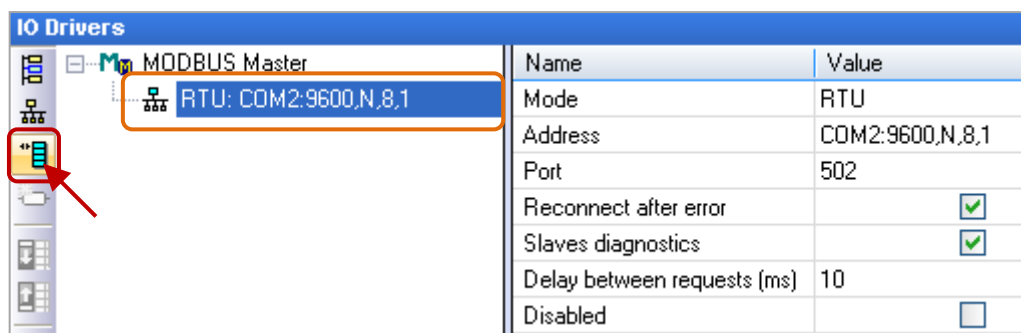 IO Drivers
MODBUS Master
RTU: COM2:9600,N,8,1
Name Value
Mode RTU
Address COM2:9600,N,8,1
Port 502
Reconnect after error
Slaves diagnostics
Delay between requests (ms) 10
Disabled